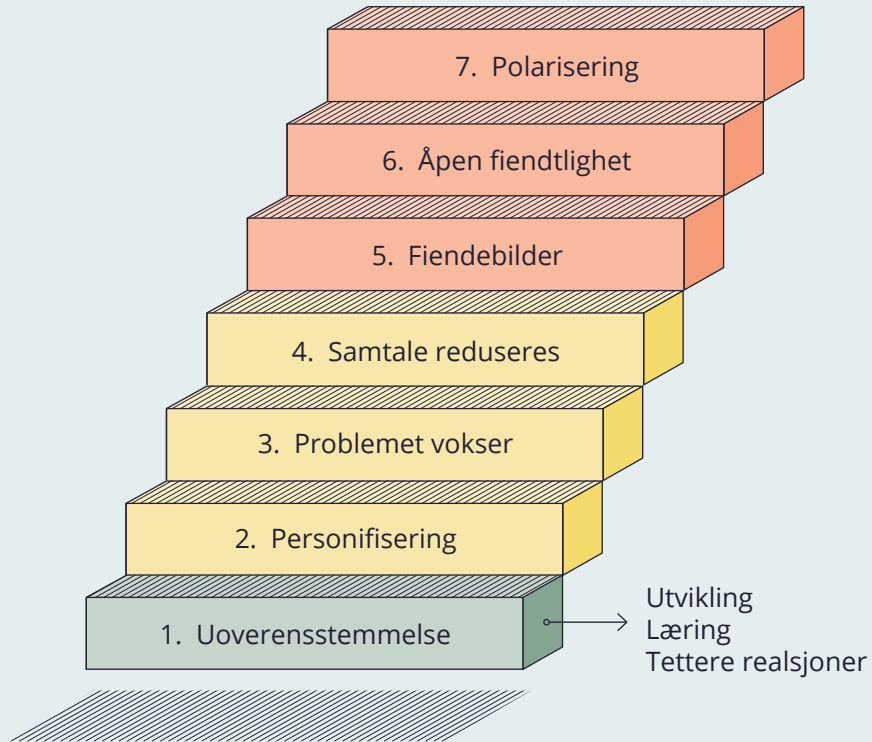 7. Polarisering
6. Åpen fiendtlighet
5. Fiendebilder
4. Samtale reduseres
3. Problemet vokser
2. Personifisering
1. Uoverensstemmelse
Utvikling
Læring
Tettere realsjoner